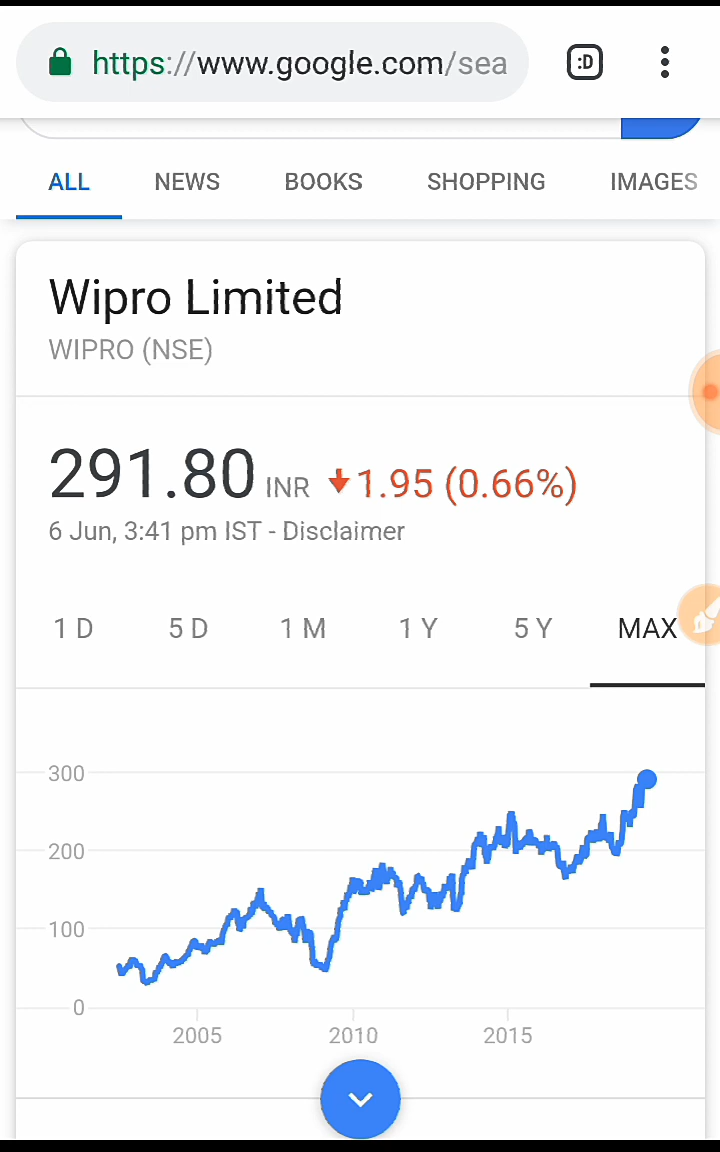 https://www.google.com/sea
:D
ALL NEWS BOOKS SHOPPING IMAGES
Wipro Limited
WIPRO (NSE)
291.80 INR 1.95 (0.66%)
6 Jun, 3:41 pm IST - Disclaimer
1 D 5 D 1 M 1 Y 5 Y MAX
300
200
100
0
2005 2010 2015